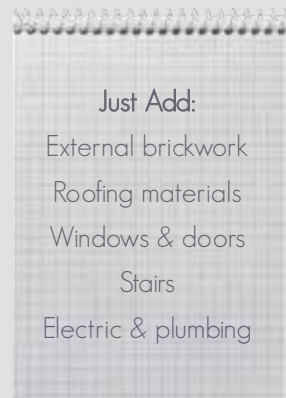 Just Add:
External brickwork
Roofing materials
Windows & doors
Stairs
Electric & plumbing